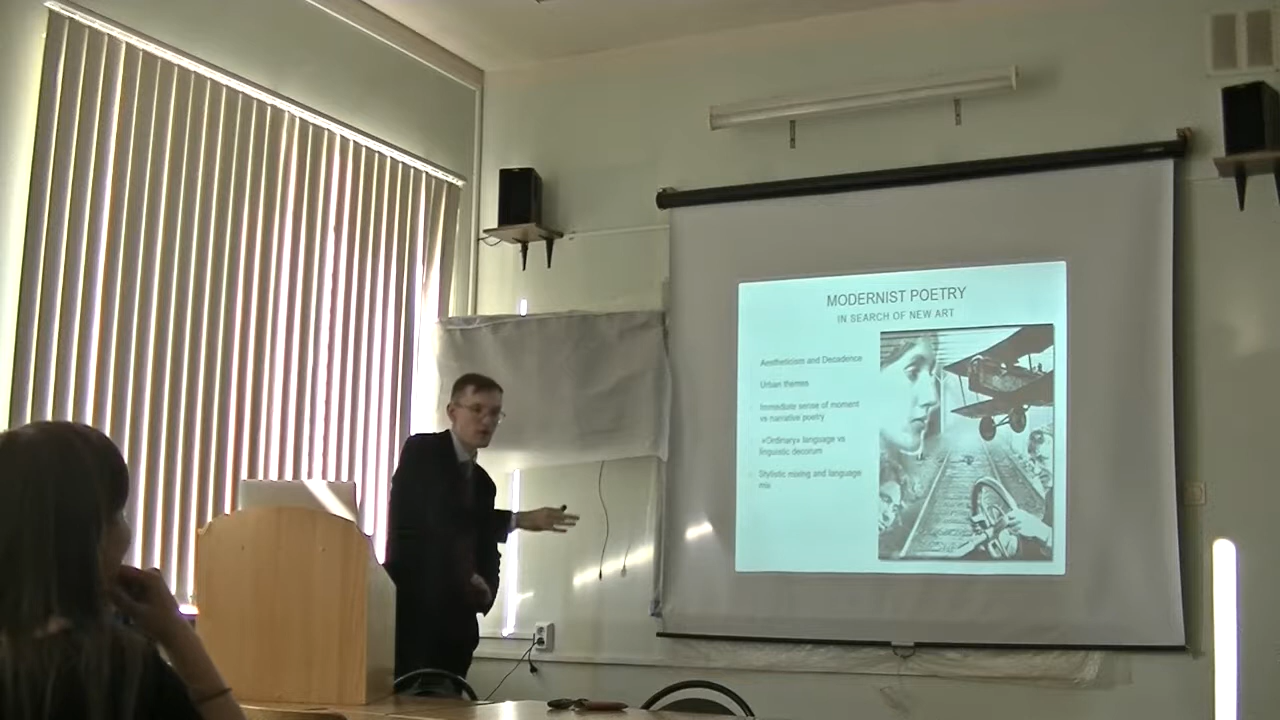 MODERNIST POETRY
IN SEARCH OF NEW ART
Aestheticism and Decadence
Urban themes
Immediate sense of moment
vs narrative poetry
«Ordinary» language vs
linguistic decorum
Stylistic mixing and language
mix